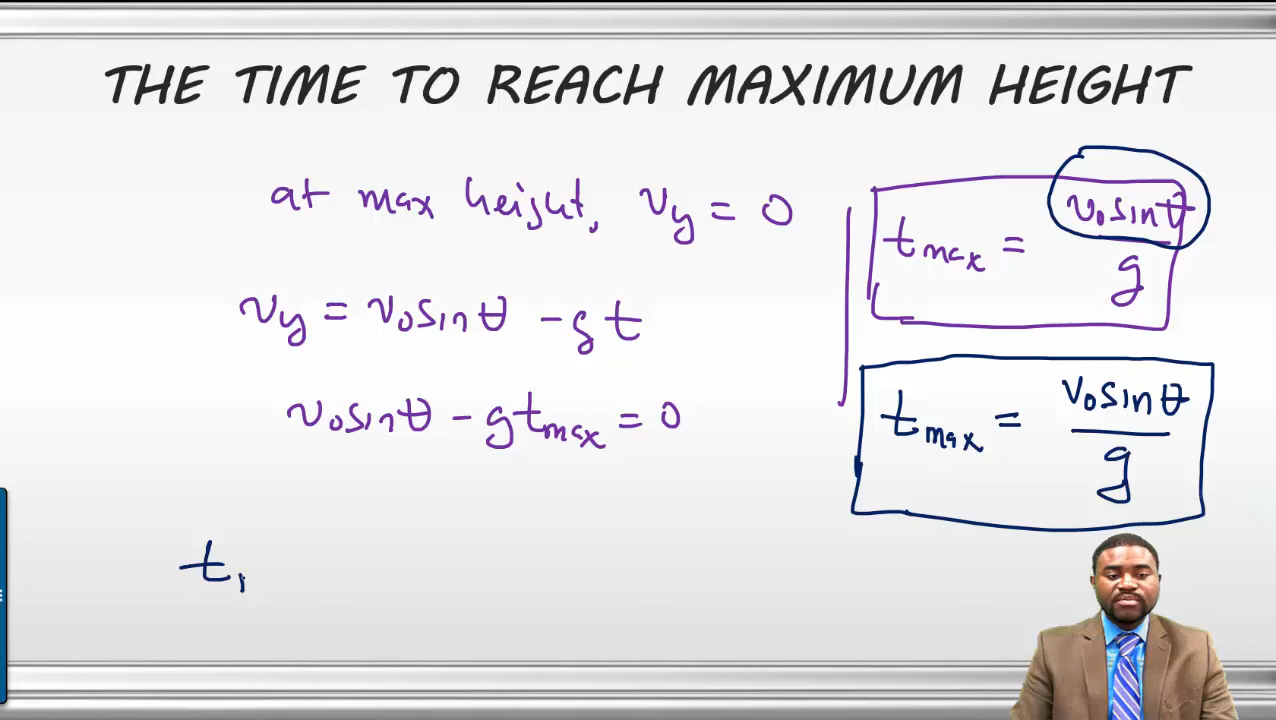 THE TIME TO REACH MAXIMUM HEIGHT
at max height, vy = 0
vy = v0sinθ - gt
v0sinθ - gtmax = 0
t,
tmax = v0sinθ / g
tmax = v0sinθ / g